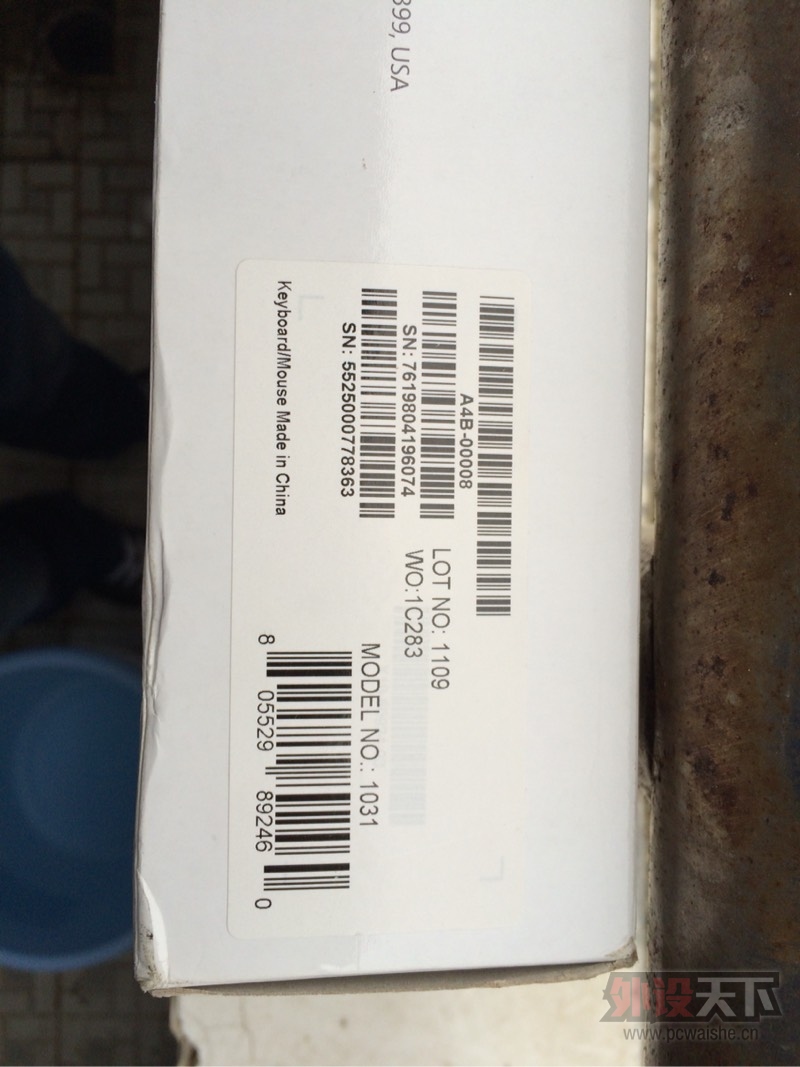 399, USA
A4B-00008
SN: 7619804196074
SN: 5525000778363
Keyboard/Mouse Made in China
LOT NO: 1109
WO:1C283
MODEL NO.: 1031
8 05529 89246 0
外设天下
www.pcwaishe.cn